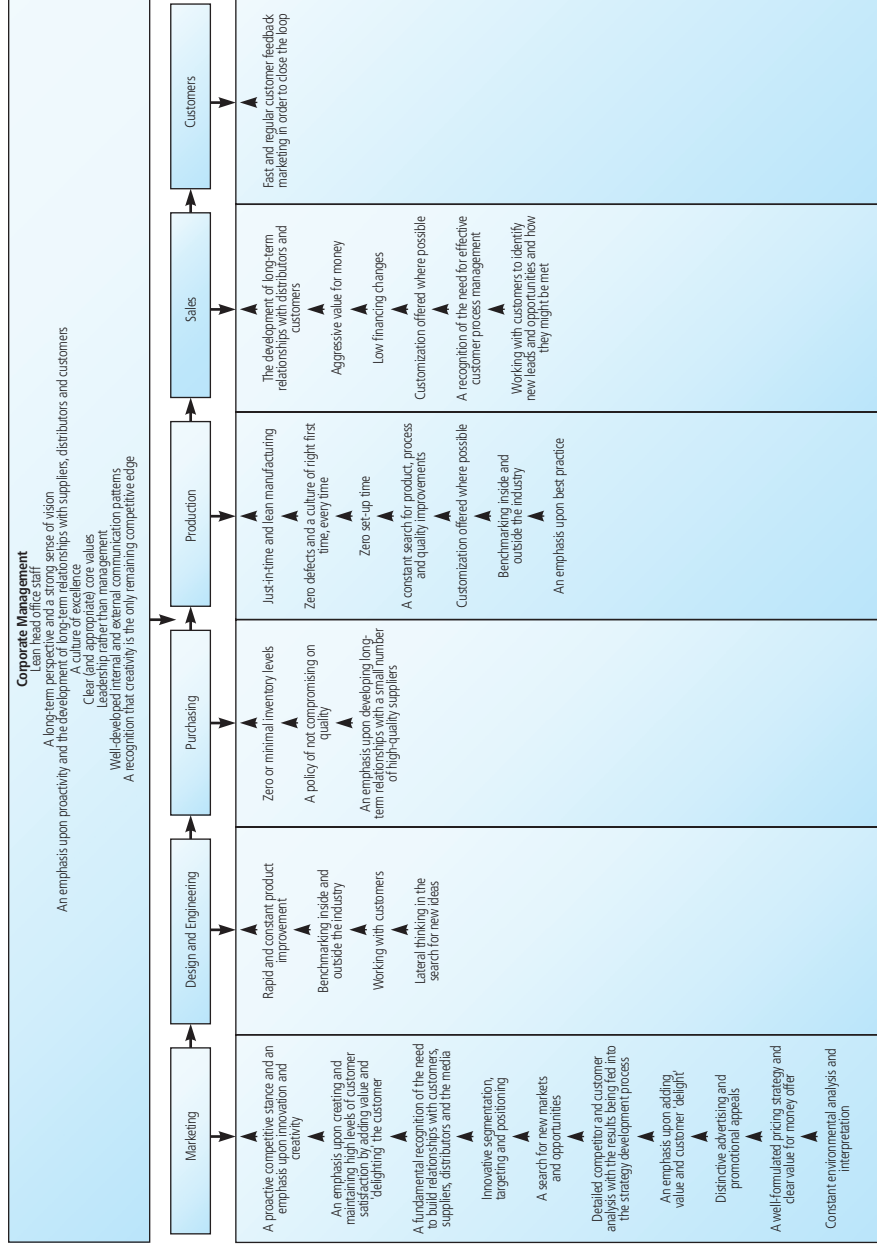 Corporate Management
Lean head office staff
A long-term perspective and a strong sense of vision
An emphasis upon proactivity and the development of long-term relationships with suppliers, distributors and customers
A culture of excellence
Clear (and appropriate) core values
Leadership rather than management
Well-developed internal and external communication patterns
A recognition that creativity is the only remaining competitive edge
Marketing
A proactive competitive stance and an
emphasis upon innovation and
creativity
An emphasis upon creating and
maintaining high levels of customer
satisfaction by adding value and
'delighting' the customer
A fundamental recognition of the need
to build relationships with customers,
suppliers, distributors and the media
Innovative segmentation,
targeting and positioning
A search for new markets
and opportunities
Detailed competitor and customer
analysis with the results being fed into
the strategy development process
An emphasis upon adding
value and customer 'delight'
Distinctive advertising and
promotional appeals
A well-formulated pricing strategy and
clear value for money offer
Constant environmental analysis and
interpretation
Design and Engineering
Rapid and constant product
improvement
Benchmarking inside and
outside the industry
Working with customers
Lateral thinking in the
search for new ideas
Purchasing
Zero or minimal inventory levels
A policy of not compromising on
quality
An emphasis upon developing long-
term relationships with a small number
of high-quality suppliers
Production
Just-in-time and lean manufacturing
Zero defects and a culture of right first
time, every time
Zero set-up time
A constant search for product, process
and quality improvements
Customization offered where possible
Benchmarking inside and
outside the industry
An emphasis upon best practice
Sales
The development of long-term
relationships with distributors and
customers
Aggressive value for money
Low financing changes
Customization offered where possible
A recognition of the need for effective
customer process management
Working with customers to identify
new leads and opportunities and how
they might be met
Customers
Fast and regular customer feedback
marketing in order to close the loop